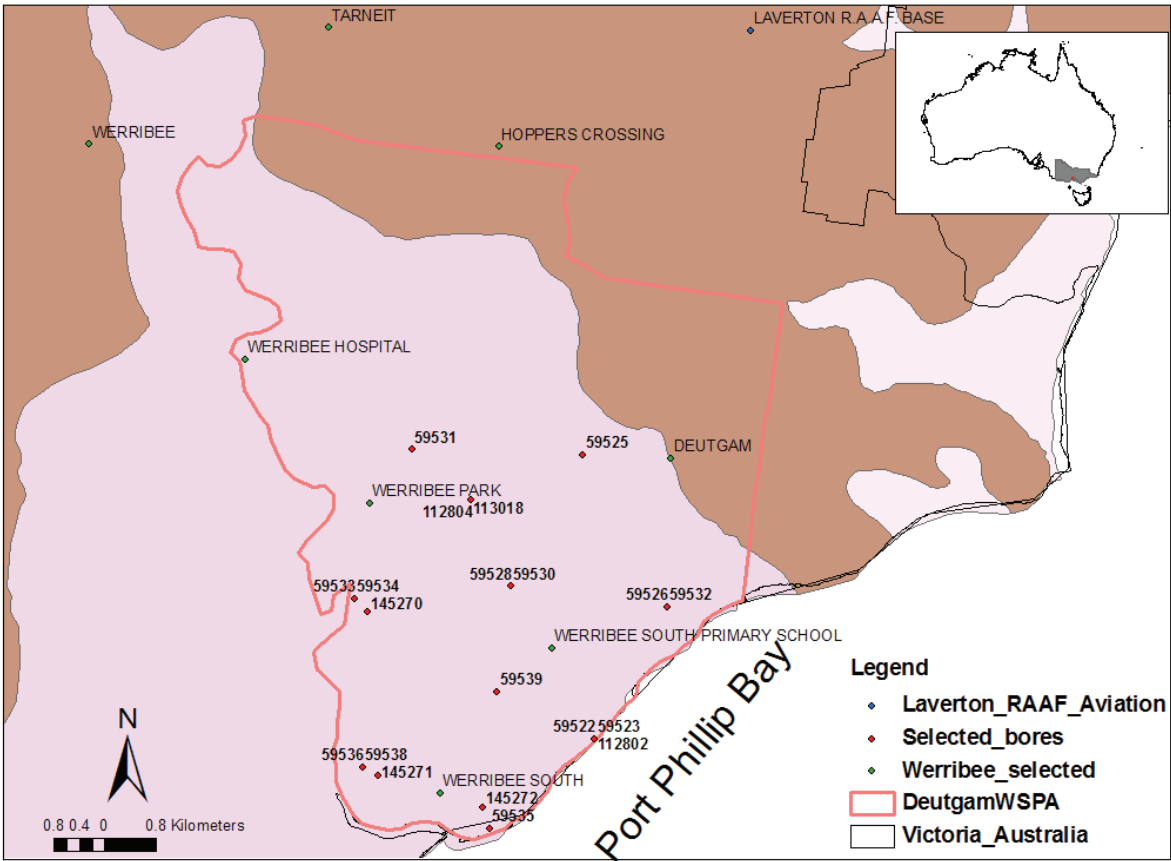 TARNEIT
LAVERTON R.A.A.F. BASE
WERRIBEE
HOPPERS CROSSING
WERRIBEE HOSPITAL
59531
59525
DEUTGAM
WERRIBEE PARK
112804 113018
5952859530
5953359534
145270
5952659532
WERRIBEE SOUTH PRIMARY SCHOOL
59539
5952259523
112802
5953659538
145271
WERRIBEE SOUTH
145272
59535
Port Phillip Bay
N
0.8 0.4 0 0.8 Kilometers
Legend
Laverton_RAAF_Aviation
Selected_bores
Werribee_selected
DeutgamWSPA
Victoria_Australia